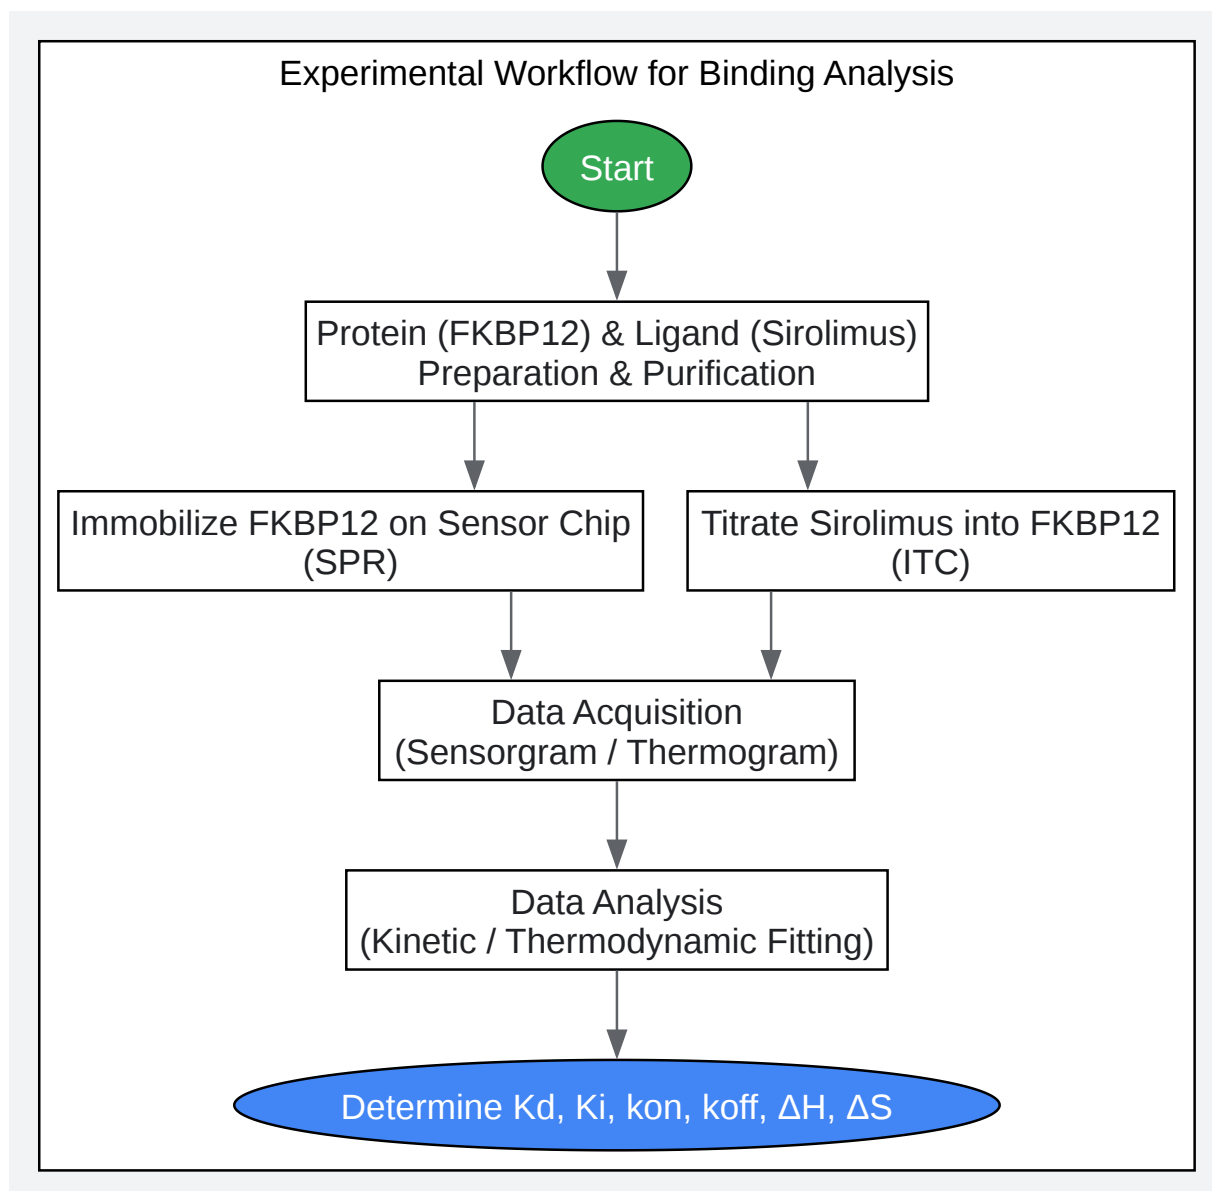 Experimental Workflow for Binding Analysis
Start
Protein (FKBP12) & Ligand (Sirolimus)
Preparation & Purification
Immobilize FKBP12 on Sensor Chip
(SPR)
Titrate Sirolimus into FKBP12
(ITC)
Data Acquisition
(Sensorgram / Thermogram)
Data Analysis
(Kinetic / Thermodynamic Fitting)
Determine Kd, Ki, kon, koff, ΔH, ΔS